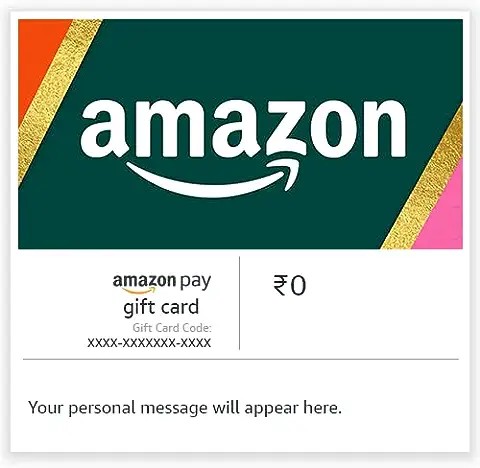 amazon
amazon pay
gift card
Gift Card Code:
XXXX-XXXXXXX-XXXX
₹0
Your personal message will appear here.